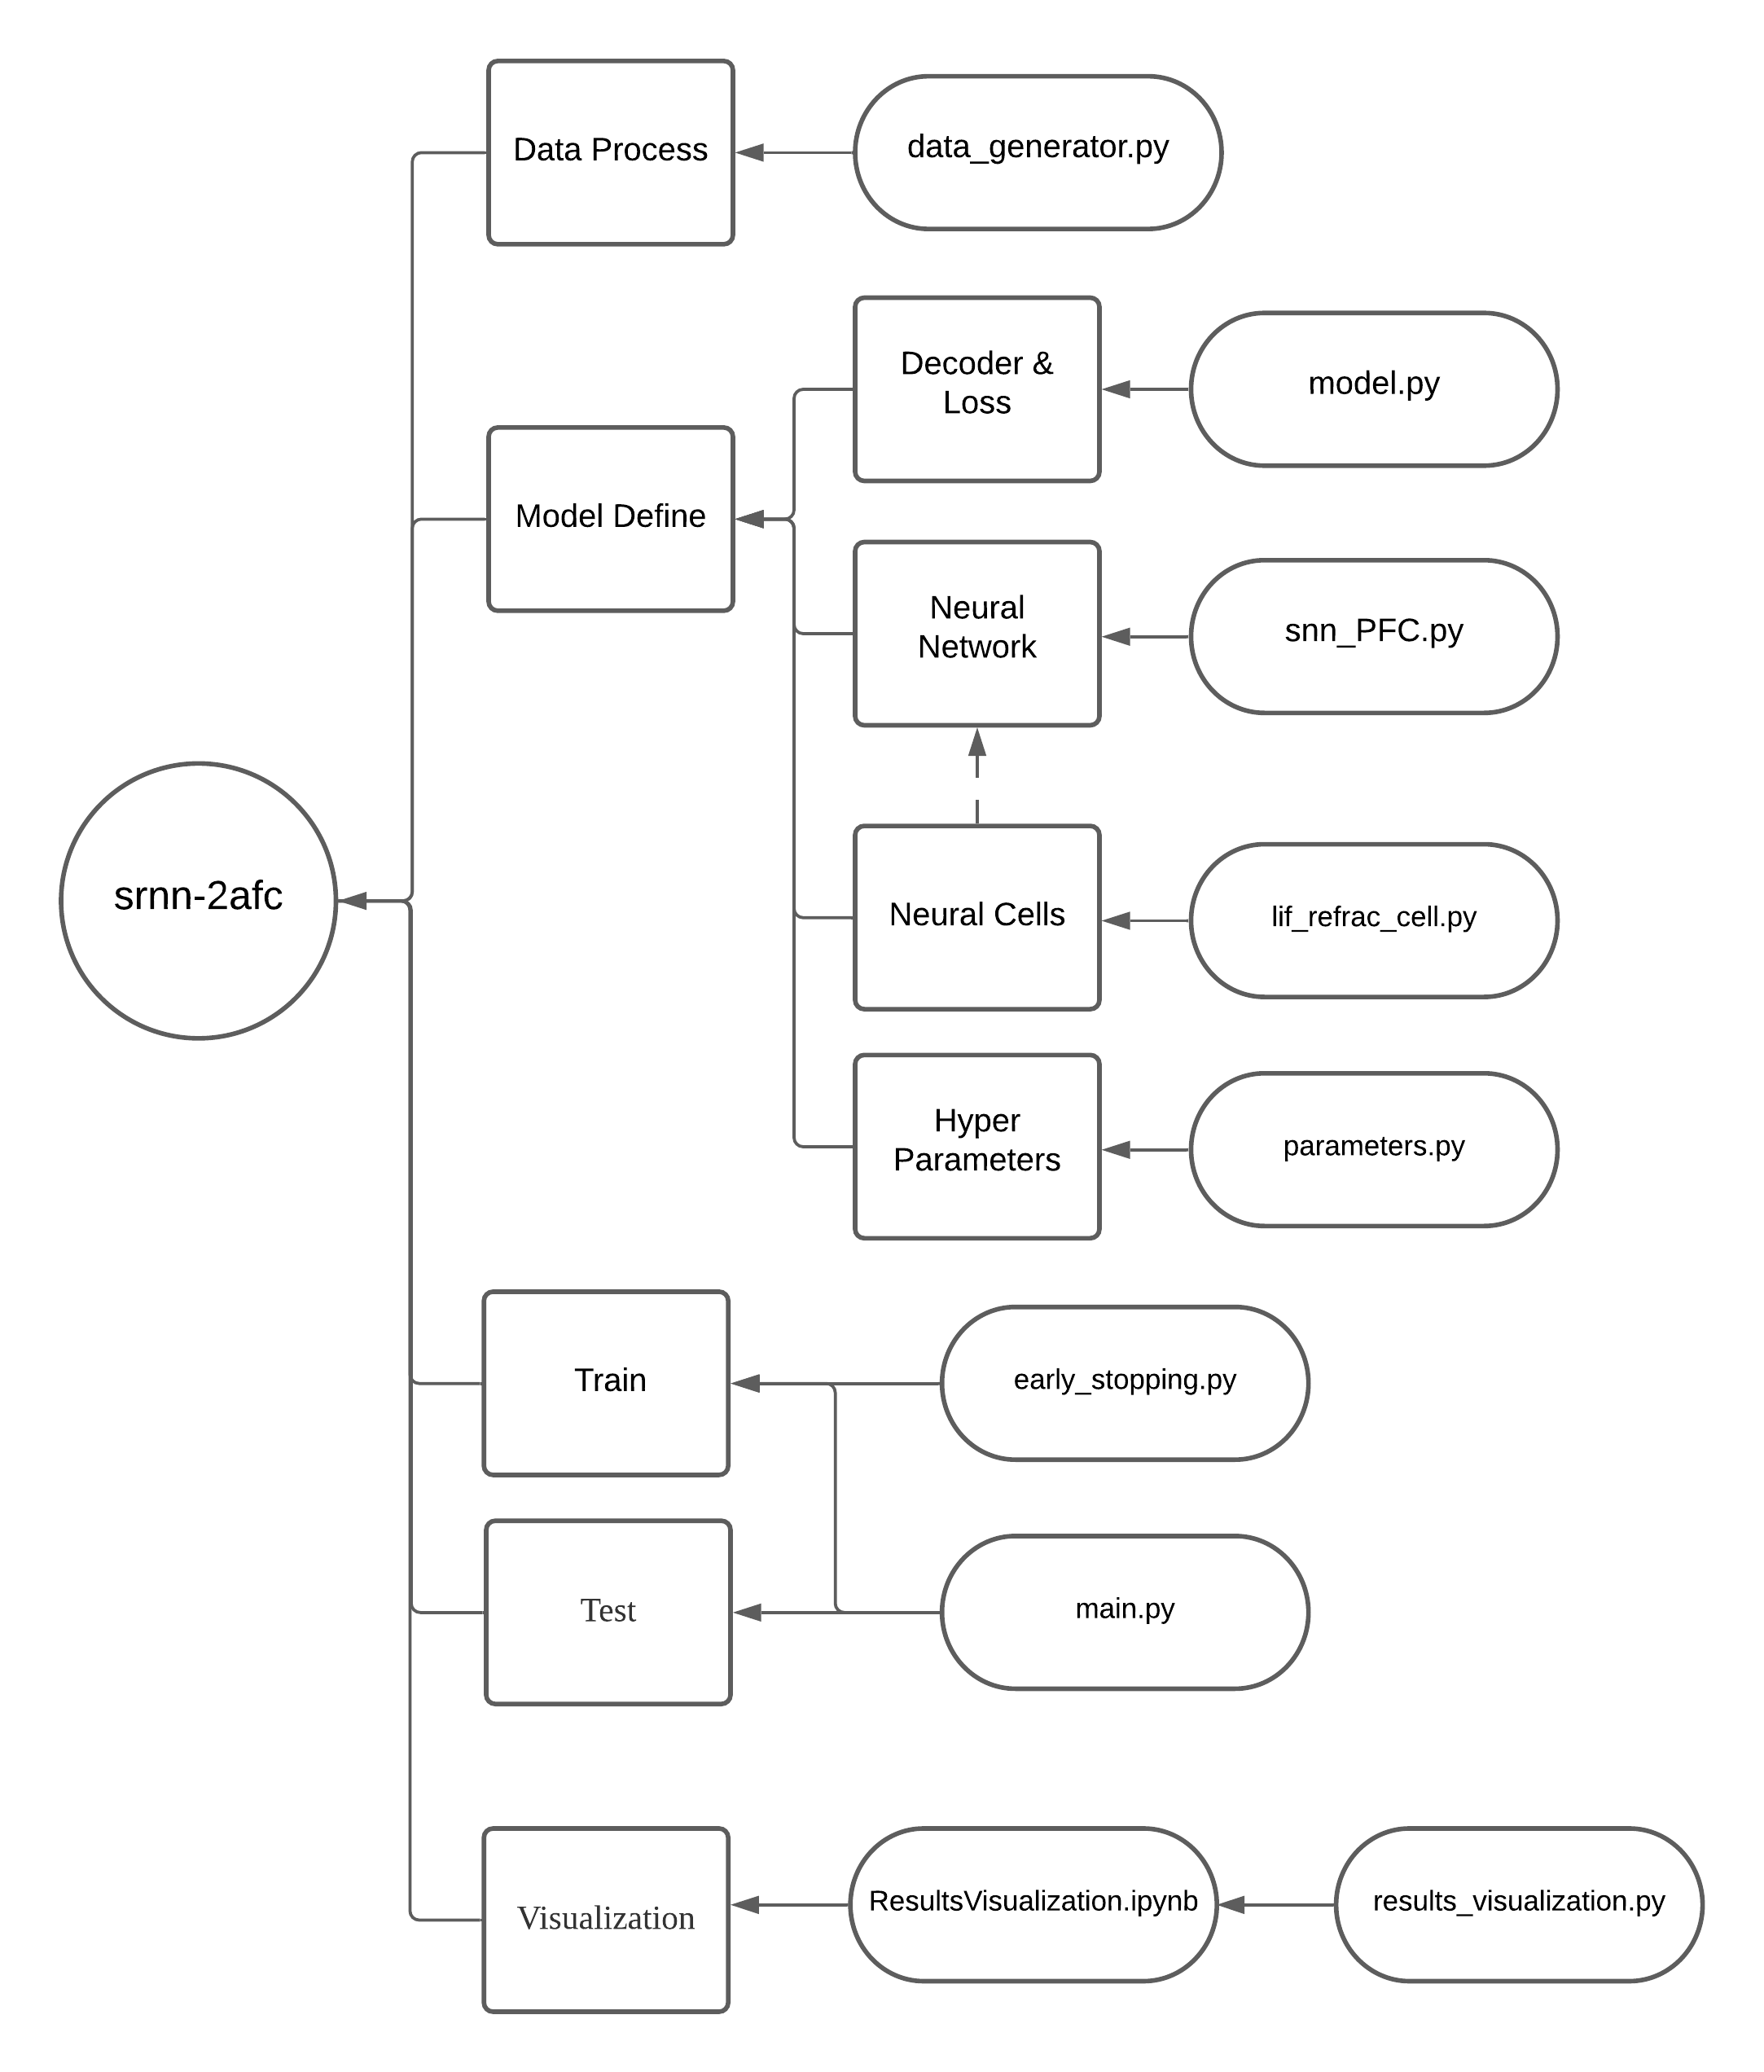 Data Process
data_generator.py
Decoder &
Loss
model.py
Model Define
Neural
Network
snn_PFC.py
srnn-2afc
Neural Cells
lif_refrac_cell.py
Hyper
Parameters
parameters.py
Train
early_stopping.py
Test
main.py
Visualization
ResultsVisualization.ipynb
results_visualization.py